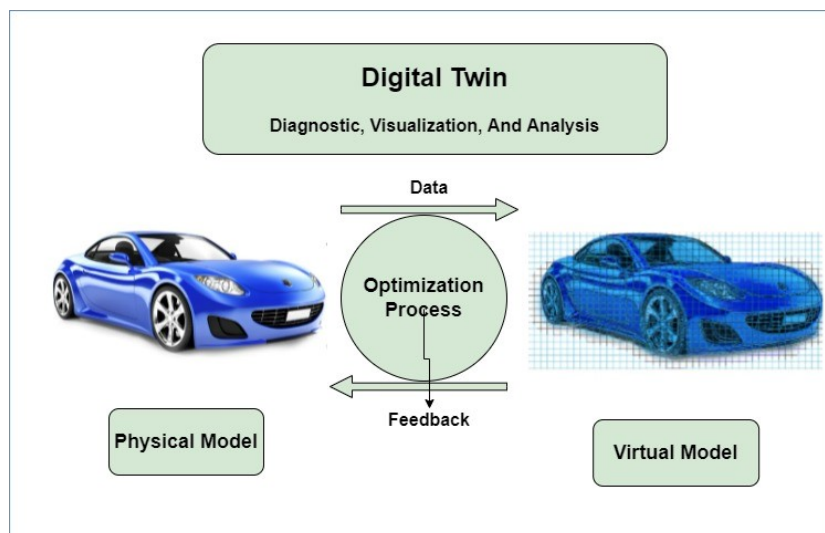 Digital Twin
Diagnostic, Visualization, And Analysis
Data
Optimization
Process
Feedback
Physical Model
Virtual Model